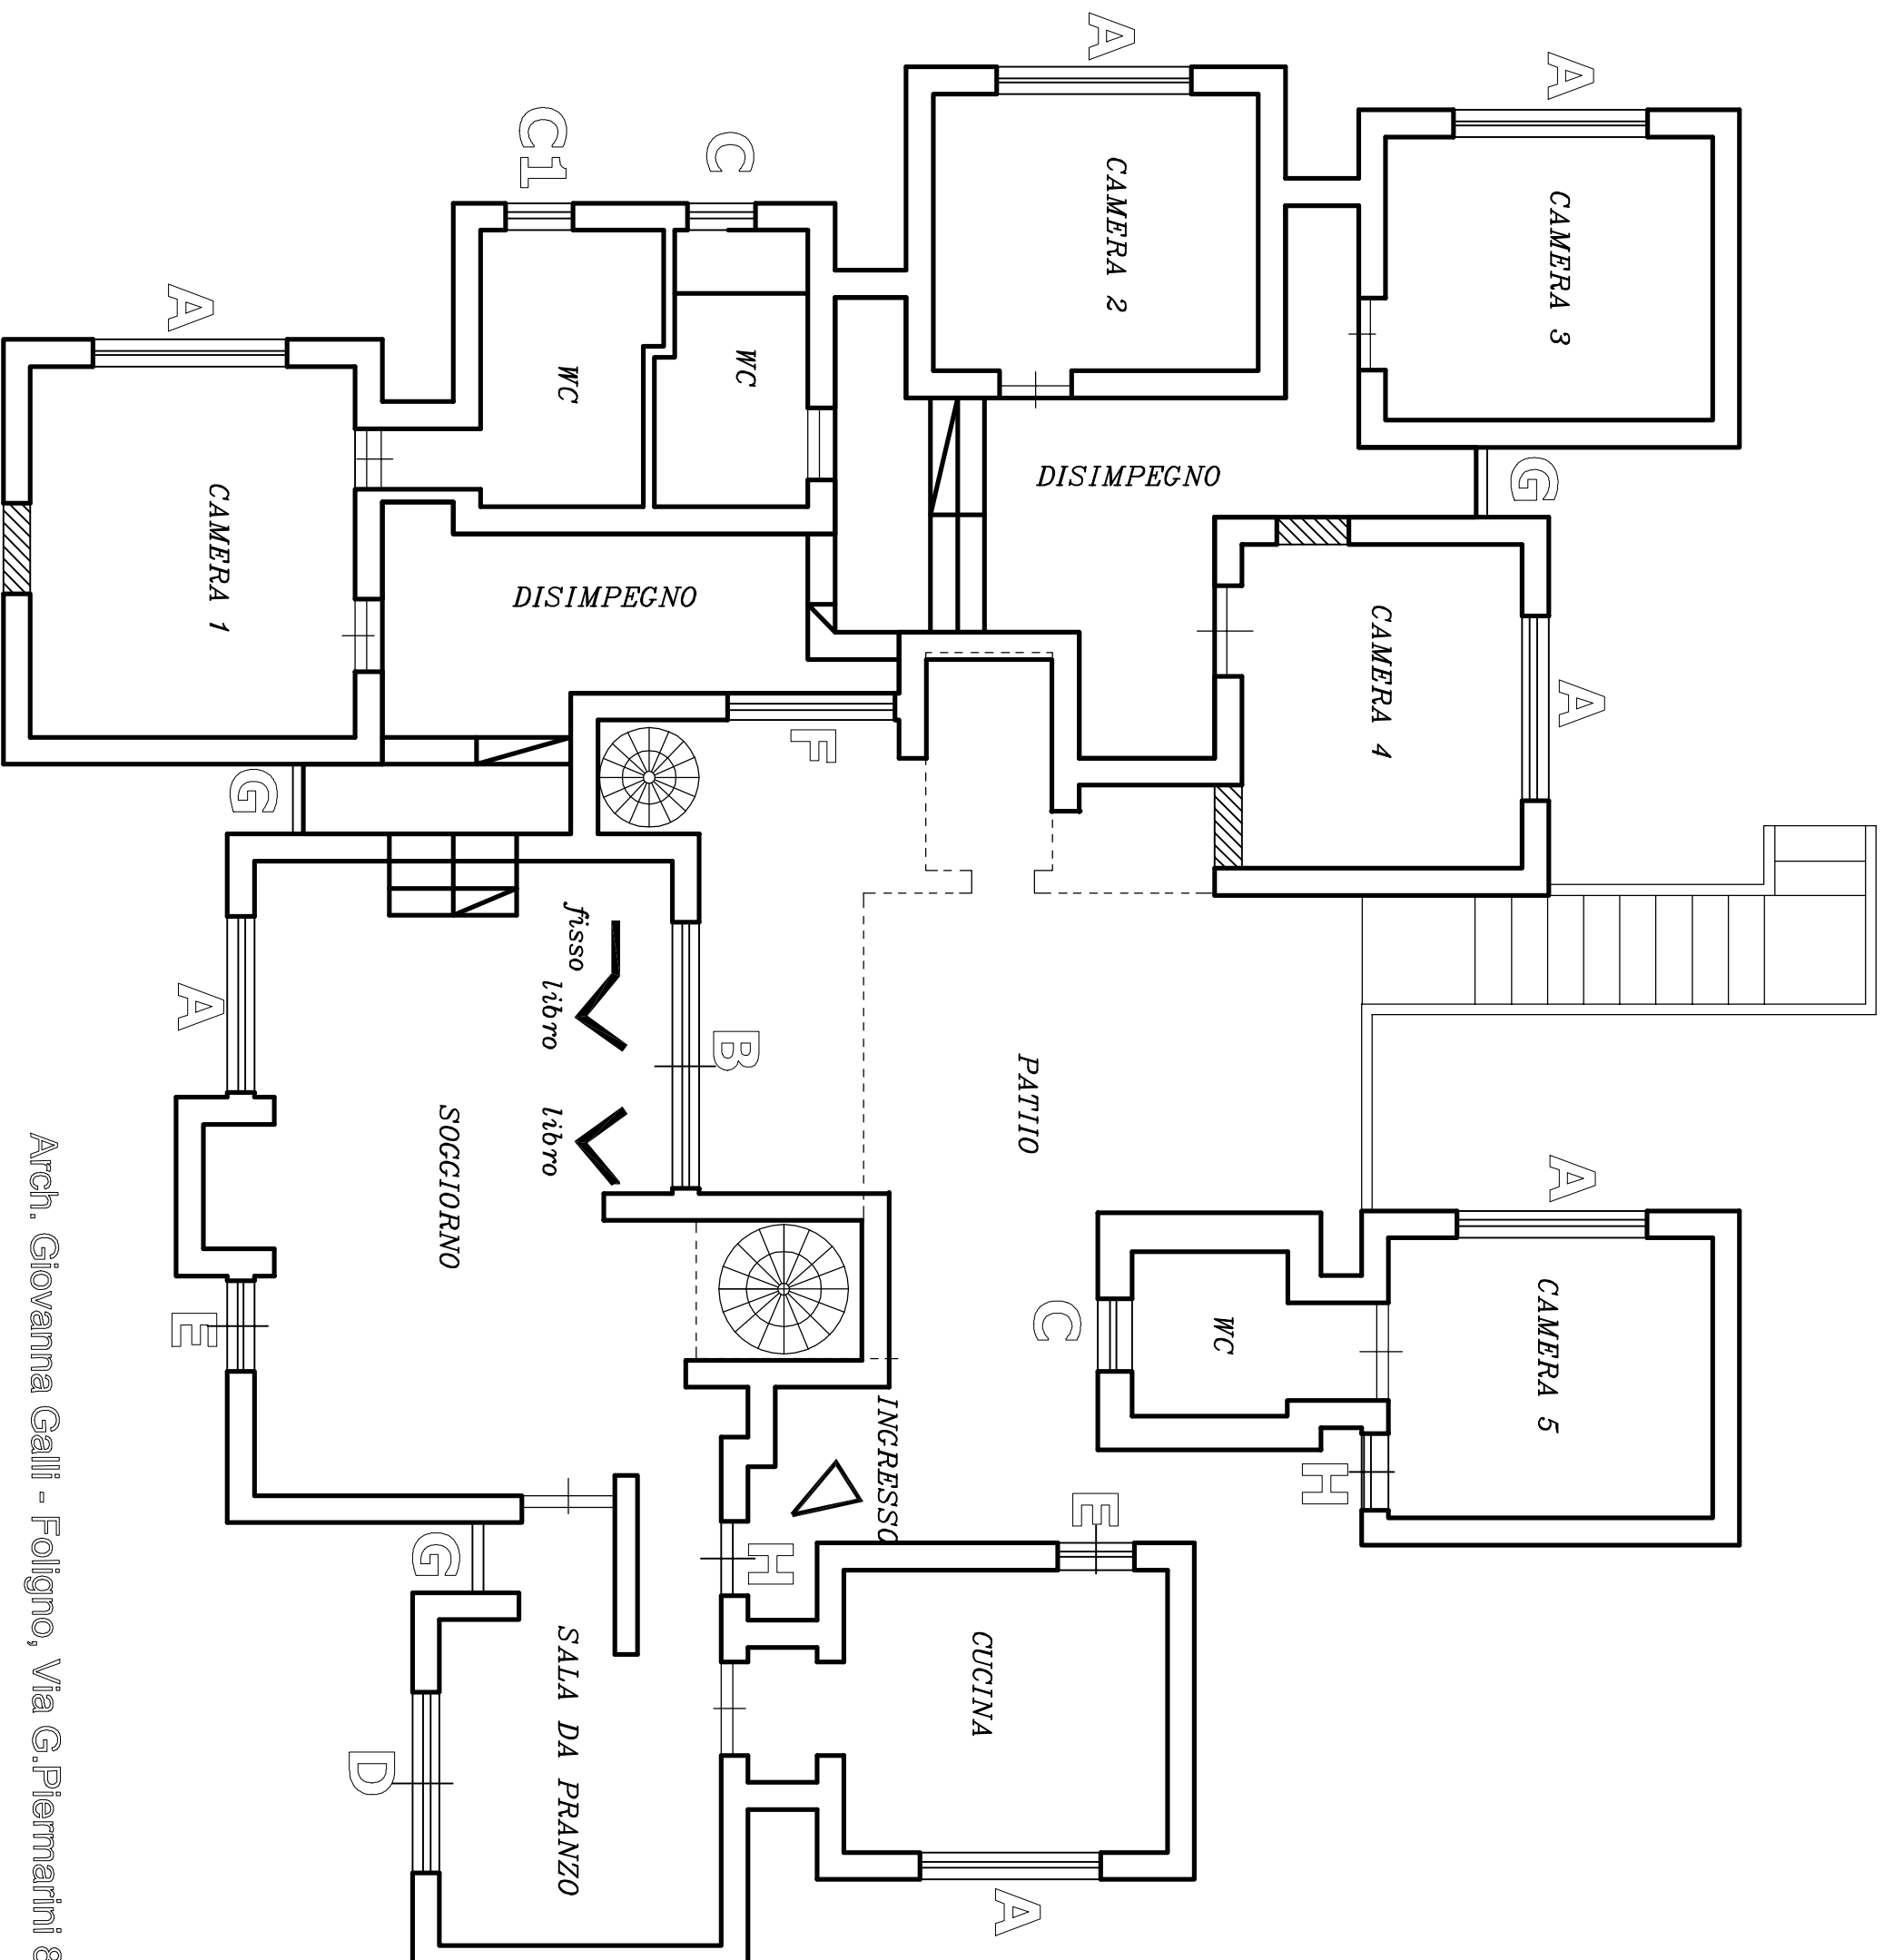 A
A
CAMERA 3
CAMERA 2
C
C1
A
WC
WC
G
DISIMPEGNO
CAMERA 1
DISIMPEGNO
CAMERA 4
A
F
G
fisso
libro
A
B
PATIO
libro
SOGGIORNO
A
CAMERA 5
WC
C
E
INGRESSO
H
E
G
H
CUCINA
SALA DA PRANZO
D
A
Arch. Giovanna Galli - Foligno, Via G.Piermarini 8